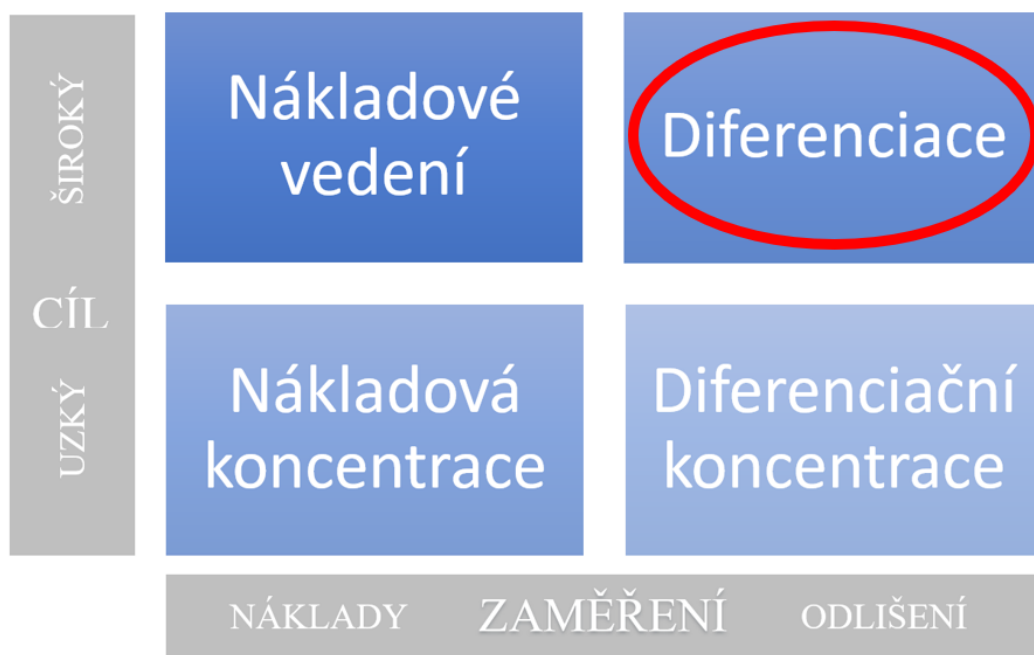 ŠIROKÝ
Nákladové
vedení
Diferenciace
CÍL
UZKÝ
Nákladová
koncentrace
Diferenciační
koncentrace
NÁKLADY ZAMĚŘENÍ ODLIŠENÍ